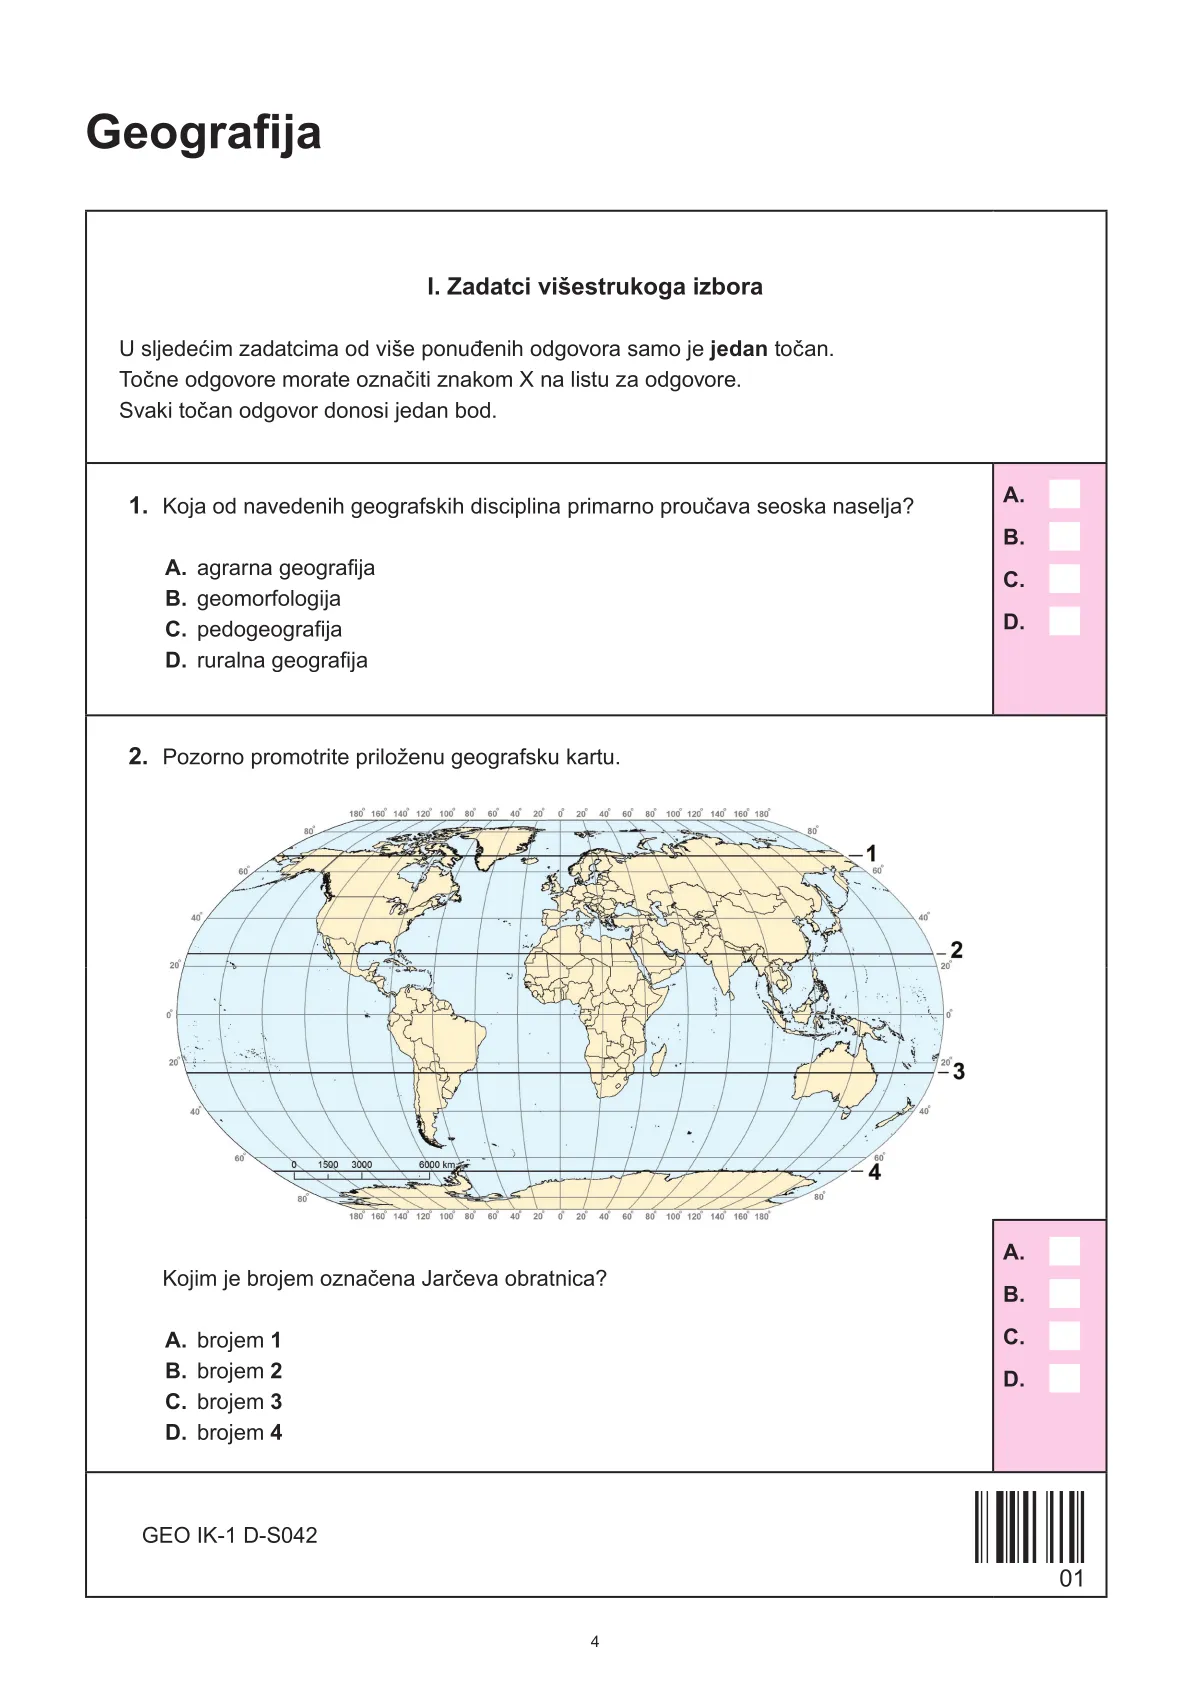 Geografija
I. Zadatci višestrukoga izbora
U sljedećim zadatcima od više ponuđenih odgovora samo je jedan točan.
Točne odgovore morate označiti znakom X na listu za odgovore.
Svaki točan odgovor donosi jedan bod.
1. Koja od navedenih geografskih disciplina primarno proučava seoska naselja?
A. agrarna geografija
B. geomorfologija
C. pedogeografija
D. ruralna geografija
A.
B.
C.
D.
2. Pozorno promotrite priloženu geografsku kartu.
180° 160° 140° 120° 100° 80° 60° 40° 20° 0° 20° 40° 60° 80° 100° 120° 140° 160° 180°
80° 80°
1
60° 60°
40° 40°
2
20° 20°
0° 0°
20° 20°
3
40° 40°
60° 60°
0 1500 3000 6000 km
4
80° 80°
180° 160° 140° 120° 100° 80° 60° 40° 20° 0° 20° 40° 60° 80° 100° 120° 140° 160° 180°
Kojim je brojem označena Jarčeva obratnica?
A. brojem 1
B. brojem 2
C. brojem 3
D. brojem 4
A.
B.
C.
D.
GEO IK-1 D-S042
01
4